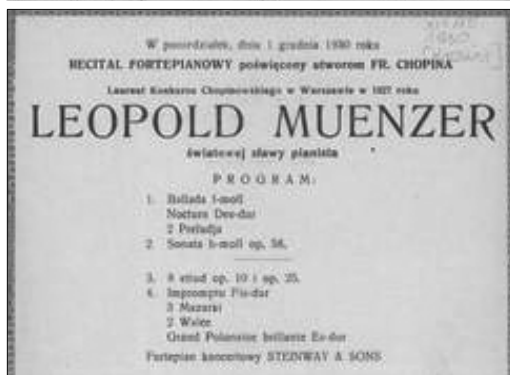 W poniedziałek, dnia 1 grudnia 1930 roku
RECITAL FORTEPIANOWY poświęcony utworom FR. CHOPINA
Laureat Konkursu Chopinowskiego w Warszawie w 1927 roku
LEOPOLD MUENZER
światowej sławy pianista
PROGRAM:
1. Ballada f-moll
Nocturn Des-dur
2 Preludja
2. Sonata h-moll op. 58.
3. 8 etiud op. 10 i op. 25.
4. Impromptu Fis-dur
3 Mazurki
2 Walce
Grand Polonaise brillante Es-dur
Fortepian koncertowy STEINWAY & SONS